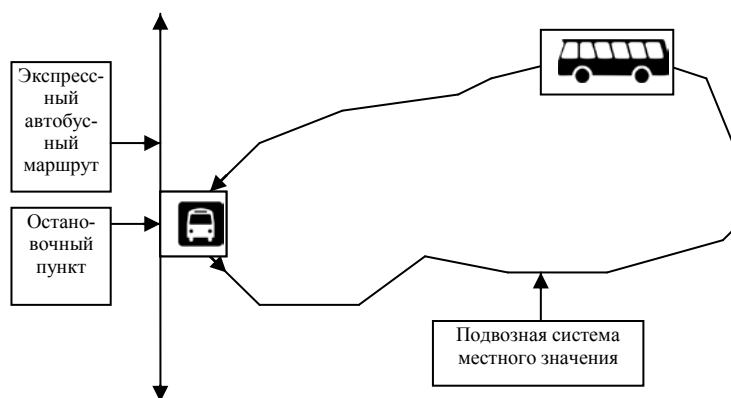 Экспресс-
ный
автобус-
ный
маршрут
Остано-
вочный
пункт
Подвозная система
местного значения